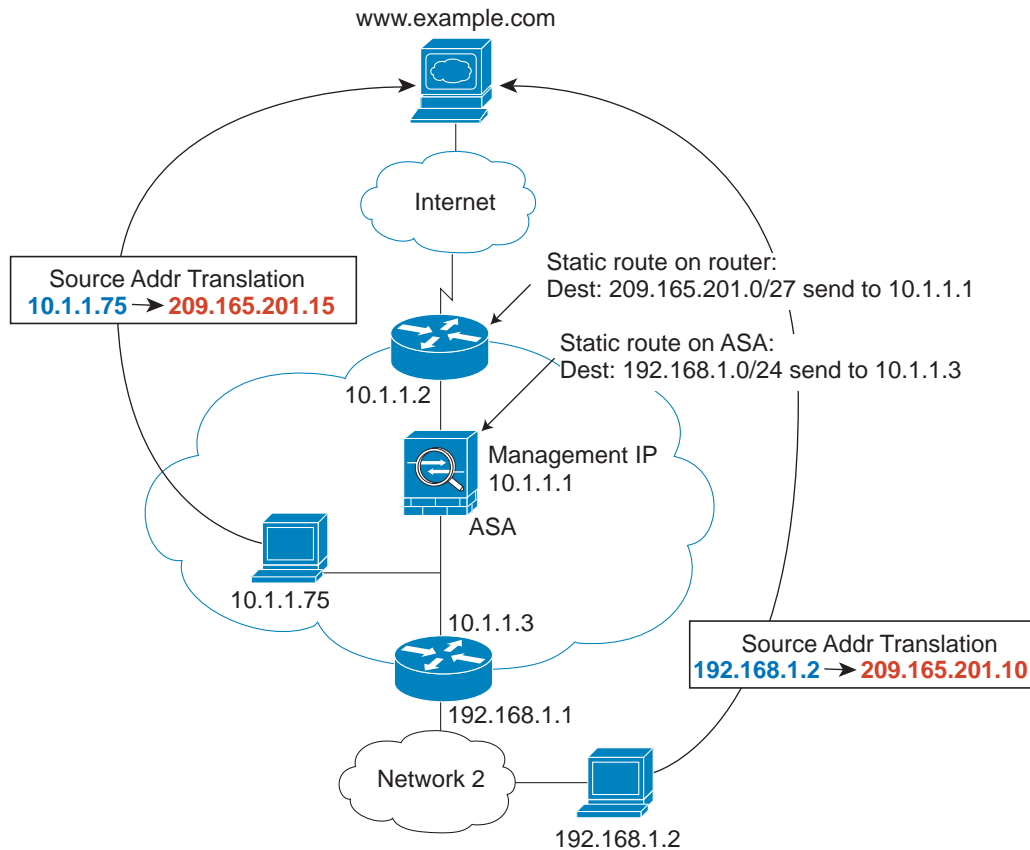 www.example.com
Internet
Static route on router:
Dest: 209.165.201.0/27 send to 10.1.1.1
Source Addr Translation
10.1.1.75 209.165.201.15
Static route on ASA:
Dest: 192.168.1.0/24 send to 10.1.1.3
10.1.1.2
Management IP
10.1.1.1
ASA
10.1.1.75
10.1.1.3
Source Addr Translation
192.168.1.2 209.165.201.10
192.168.1.1
Network 2
192.168.1.2